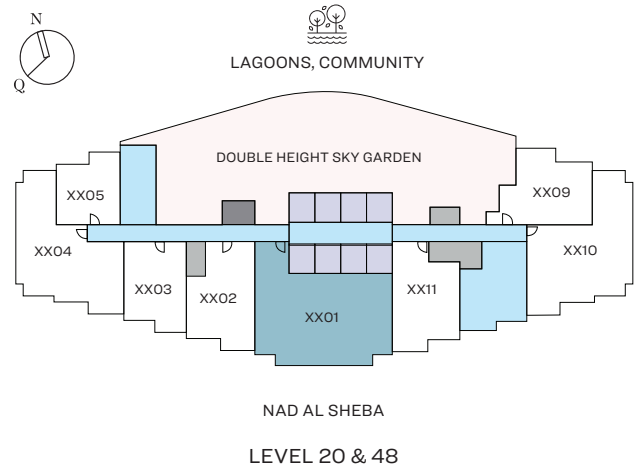 N
Q
LAGOONS, COMMUNITY
DOUBLE HEIGHT SKY GARDEN
XX05
XX09
XX04
XX10
XX03
XX02
XX01
XX11
NAD AL SHEBA
LEVEL 20 & 48